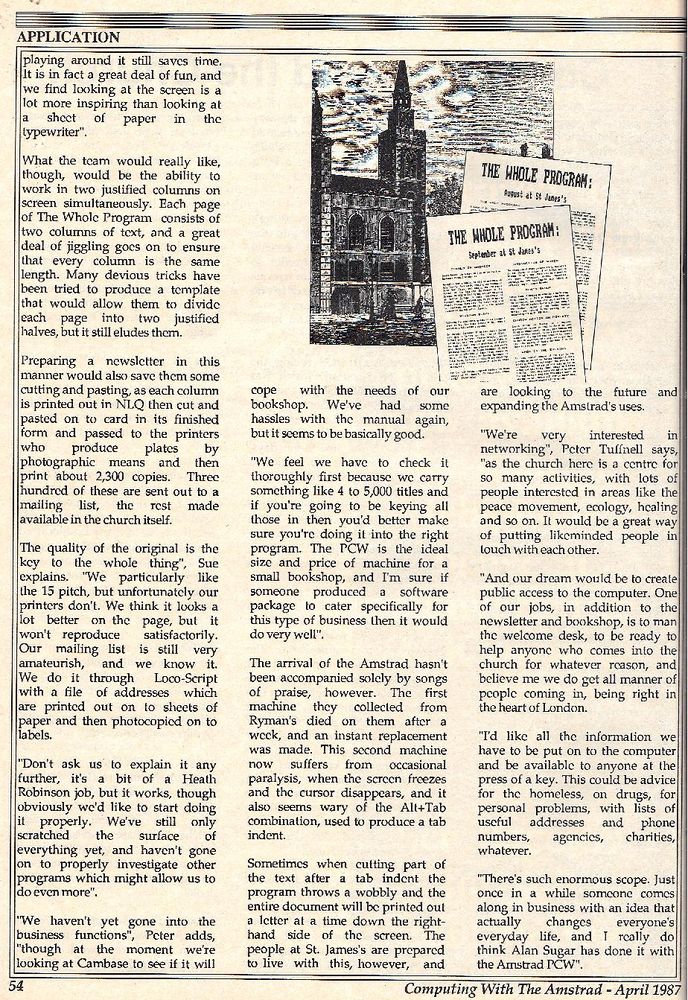 APPLICATION
playing around it still saves time.
It is in fact a great deal of fun, and
we find looking at the screen is a
lot more inspiring than looking at
a sheet of paper in the
typewriter".
What the team would really like,
though, would be the ability to
work in two justified columns on
screen simultaneously. Each page
of The Whole Program consists of
two columns of text, and a great
deal of jiggling goes on to ensure
that every column is the same
length. Many devious tricks have
been tried to produce a template
that would allow them to divide
each page into two justified
halves, but it still eludes them.
Preparing a newsletter in this
manner would also save them some
cutting and pasting, as each column
is printed out in NLQ then cut and
pasted on to card in its finished
form and passed to the printers
who produce plates by
photographic means and then
print about 2,300 copies. Three
hundred of these are sent out to a
mailing list, the rest made
available in the church itself.
The quality of the original is the
key to the whole thing", Sue
explains. "We particularly like
the 15 pitch, but unfortunately our
printers don't. We think it looks a
lot better on the page, but it
won't reproduce satisfactorily.
Our mailing list is still very
amateurish, and we know it.
We do it through Loco-Script
with a file of addresses which
are printed out on to sheets of
paper and then photocopied on to
labels.
"Don't ask us to explain it any
further, it's a bit of a Heath
Robinson job, but it works, though
obviously we'd like to start doing
it properly. We've still only
scratched the surface of
everything yet, and haven't gone
on to properly investigate other
programs which might allow us to
do even more".
"We haven't yet gone into the
business functions", Peter adds,
"though at the moment we're
looking at Cambase to see if it will
THE WHOLE PROGRAM:
August at St James's
THE WHOLE PROGRAM:
September at St James's
cope with the needs of our
bookshop. We've had some
hassles with the manual again,
but it seems to be basically good.
"We feel we have to check it
thoroughly first because we carry
something like 4 to 5,000 titles and
if you're going to be keying all
those in then you'd better make
sure you're doing it into the right
program. The PCW is the ideal
size and price of machine for a
small bookshop, and I'm sure if
someone produced a software
package to cater specifically for
this type of business then it would
do very well".
The arrival of the Amstrad hasn't
been accompanied solely by songs
of praise, however. The first
machine they collected from
Ryman's died on them after a
week, and an instant replacement
was made. This second machine
now suffers from occasional
paralysis, when the screen freezes
and the cursor disappears, and it
also seems wary of the Alt+Tab
combination, used to produce a tab
indent.
Sometimes when cutting part of
the text after a tab indent the
program throws a wobbly and the
entire document will be printed out
a letter at a time down the right-
hand side of the screen. The
people at St. James's are prepared
to live with this, however, and
are looking to the future and
expanding the Amstrad's uses.
"We're very interested in
networking", Peter Tuffnell says,
"as the church here is a centre for
so many activities, with lots of
people interested in areas like the
peace movement, ecology, healing
and so on. It would be a great way
of putting likeminded people in
touch with each other.
"And our dream would be to create
public access to the computer. One
of our jobs, in addition to the
newsletter and bookshop, is to man
the welcome desk, to be ready to
help anyone who comes into the
church for whatever reason, and
believe me we do get all manner of
people coming in, being right in
the heart of London.
"I'd like all the information we
have to be put on to the computer
and be available to anyone at the
press of a key. This could be advice
for the homeless, on drugs, for
personal problems, with lists of
useful addresses and phone
numbers, agencies, charities,
whatever.
"There's such enormous scope. Just
once in a while someone comes
along in business with an idea that
actually changes everyone's
everyday life, and I really do
think Alan Sugar has done it with
the Amstrad PCW".
54
Computing With The Amstrad - April 1987